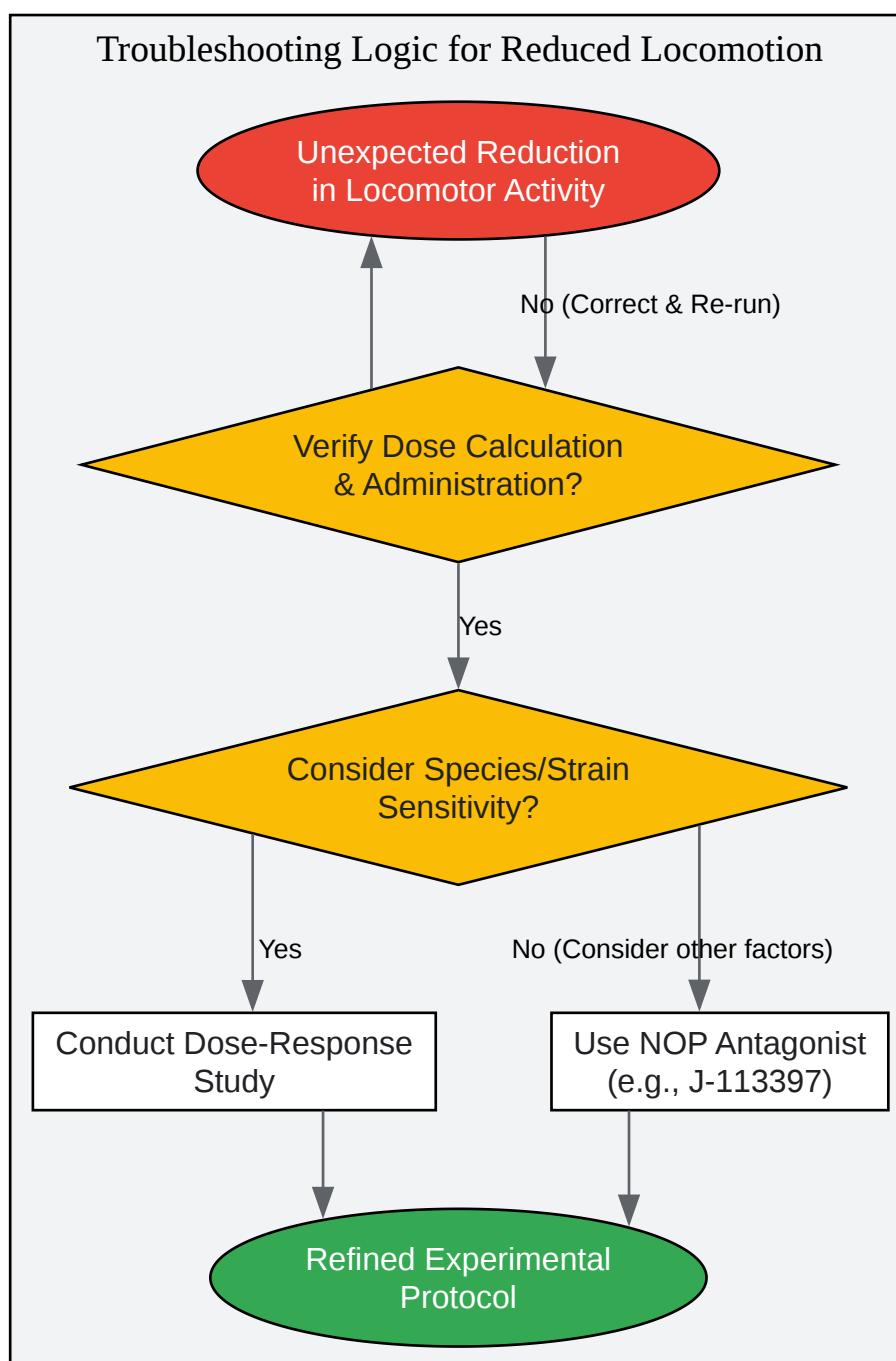 Troubleshooting Logic for Reduced Locomotion
Unexpected Reduction
in Locomotor Activity
No (Correct & Re-run)
Verify Dose Calculation
& Administration?
Yes
Consider Species/Strain
Sensitivity?
Yes
No (Consider other factors)
Conduct Dose-Response
Study
Use NOP Antagonist
(e.g., J-113397)
Refined Experimental
Protocol